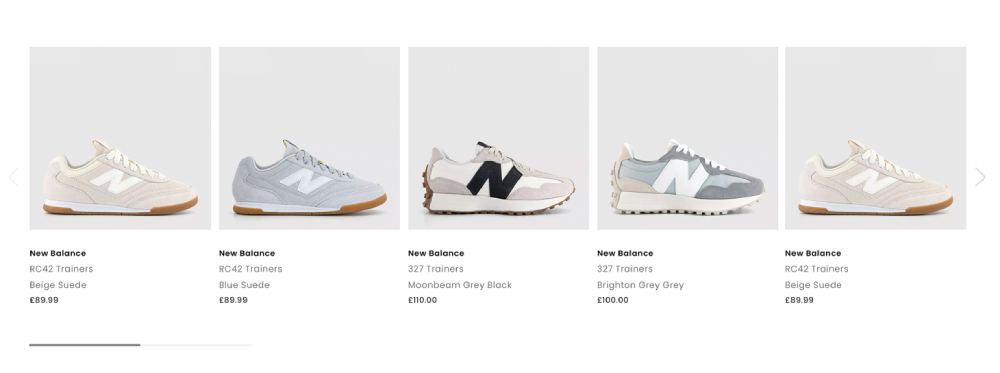 New Balance
RC42 Trainers
Beige Suede
£89.99
New Balance
RC42 Trainers
Blue Suede
£89.99
New Balance
327 Trainers
Moonbeam Grey Black
£110.00
New Balance
327 Trainers
Brighton Grey Grey
£100.00
New Balance
RC42 Trainers
Beige Suede
£89.99